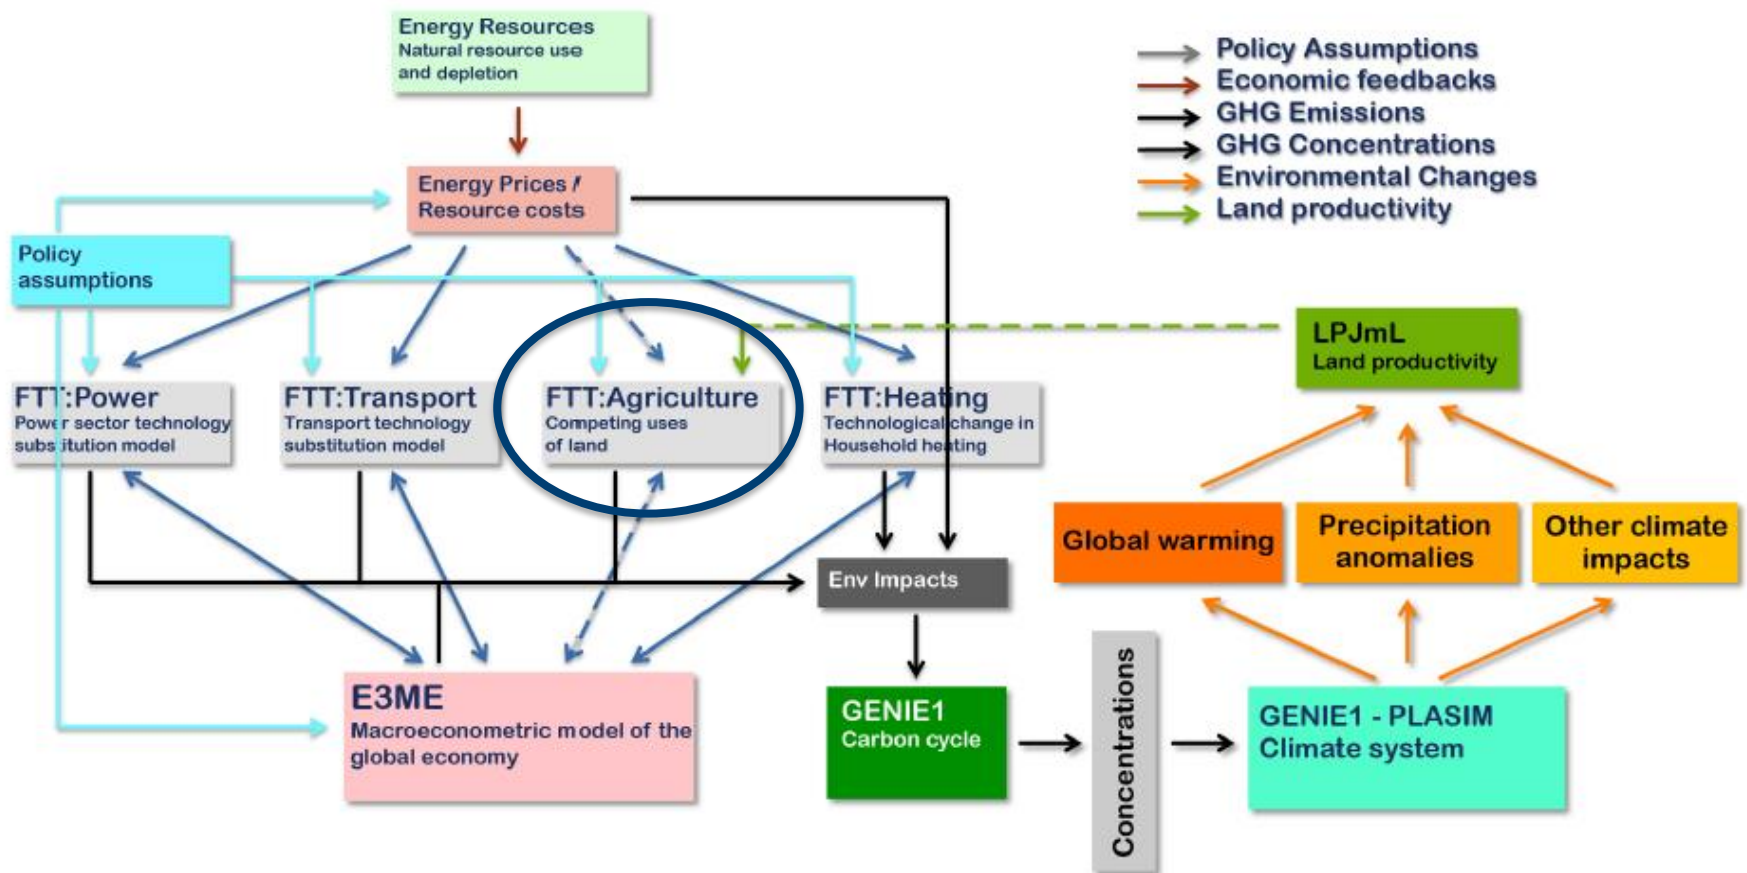 Energy Resources
Natural resource use
and depletion
Policy Assumptions
Economic feedbacks
GHG Emissions
GHG Concentrations
Environmental Changes
Land productivity
Energy Prices /
Resource costs
Policy
assumptions
LPJmL
Land productivity
FTT:Power
Power sector technology
substitution model
FTT:Transport
Transport technology
substitution model
FTT:Agriculture
Competing uses
of land
FTT:Heating
Technological change in
Household heating
Global warming
Precipitation
anomalies
Other climate
impacts
Env Impacts
E3ME
Macroeconometric model of the
global economy
GENIE1
Carbon cycle
Concentrations
GENIE1 - PLASIM
Climate system